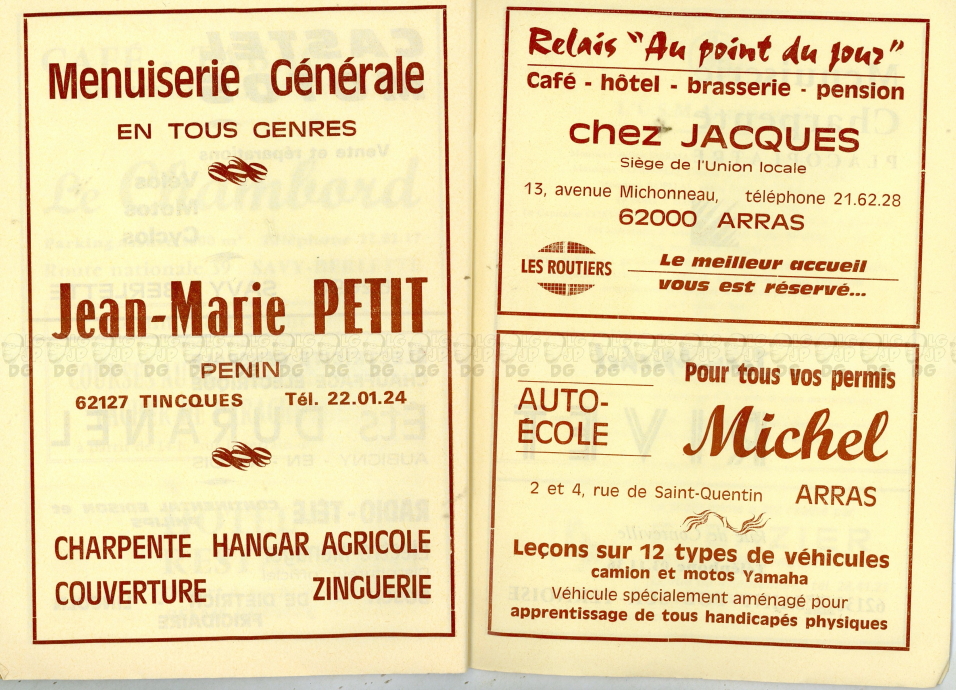 Menuiserie Générale
EN TOUS GENRES
Jean-Marie PETIT
PENIN
62127 TINCQUES Tél. 22.01.24
CHARPENTE HANGAR AGRICOLE
COUVERTURE ZINGUERIE
Relais "Au point du jour"
Café - hôtel - brasserie - pension
chez JACQUES
Siège de l'Union locale
13, avenue Michonneau, téléphone 21.62.28
62000 ARRAS
LES ROUTIERS
Le meilleur accueil
vous est réservé...
Pour tous vos permis
AUTO-
ÉCOLE
Michel
2 et 4, rue de Saint-Quentin ARRAS
Leçons sur 12 types de véhicules
camion et motos Yamaha
Véhicule spécialement aménagé pour
apprentissage de tous handicapés physiques